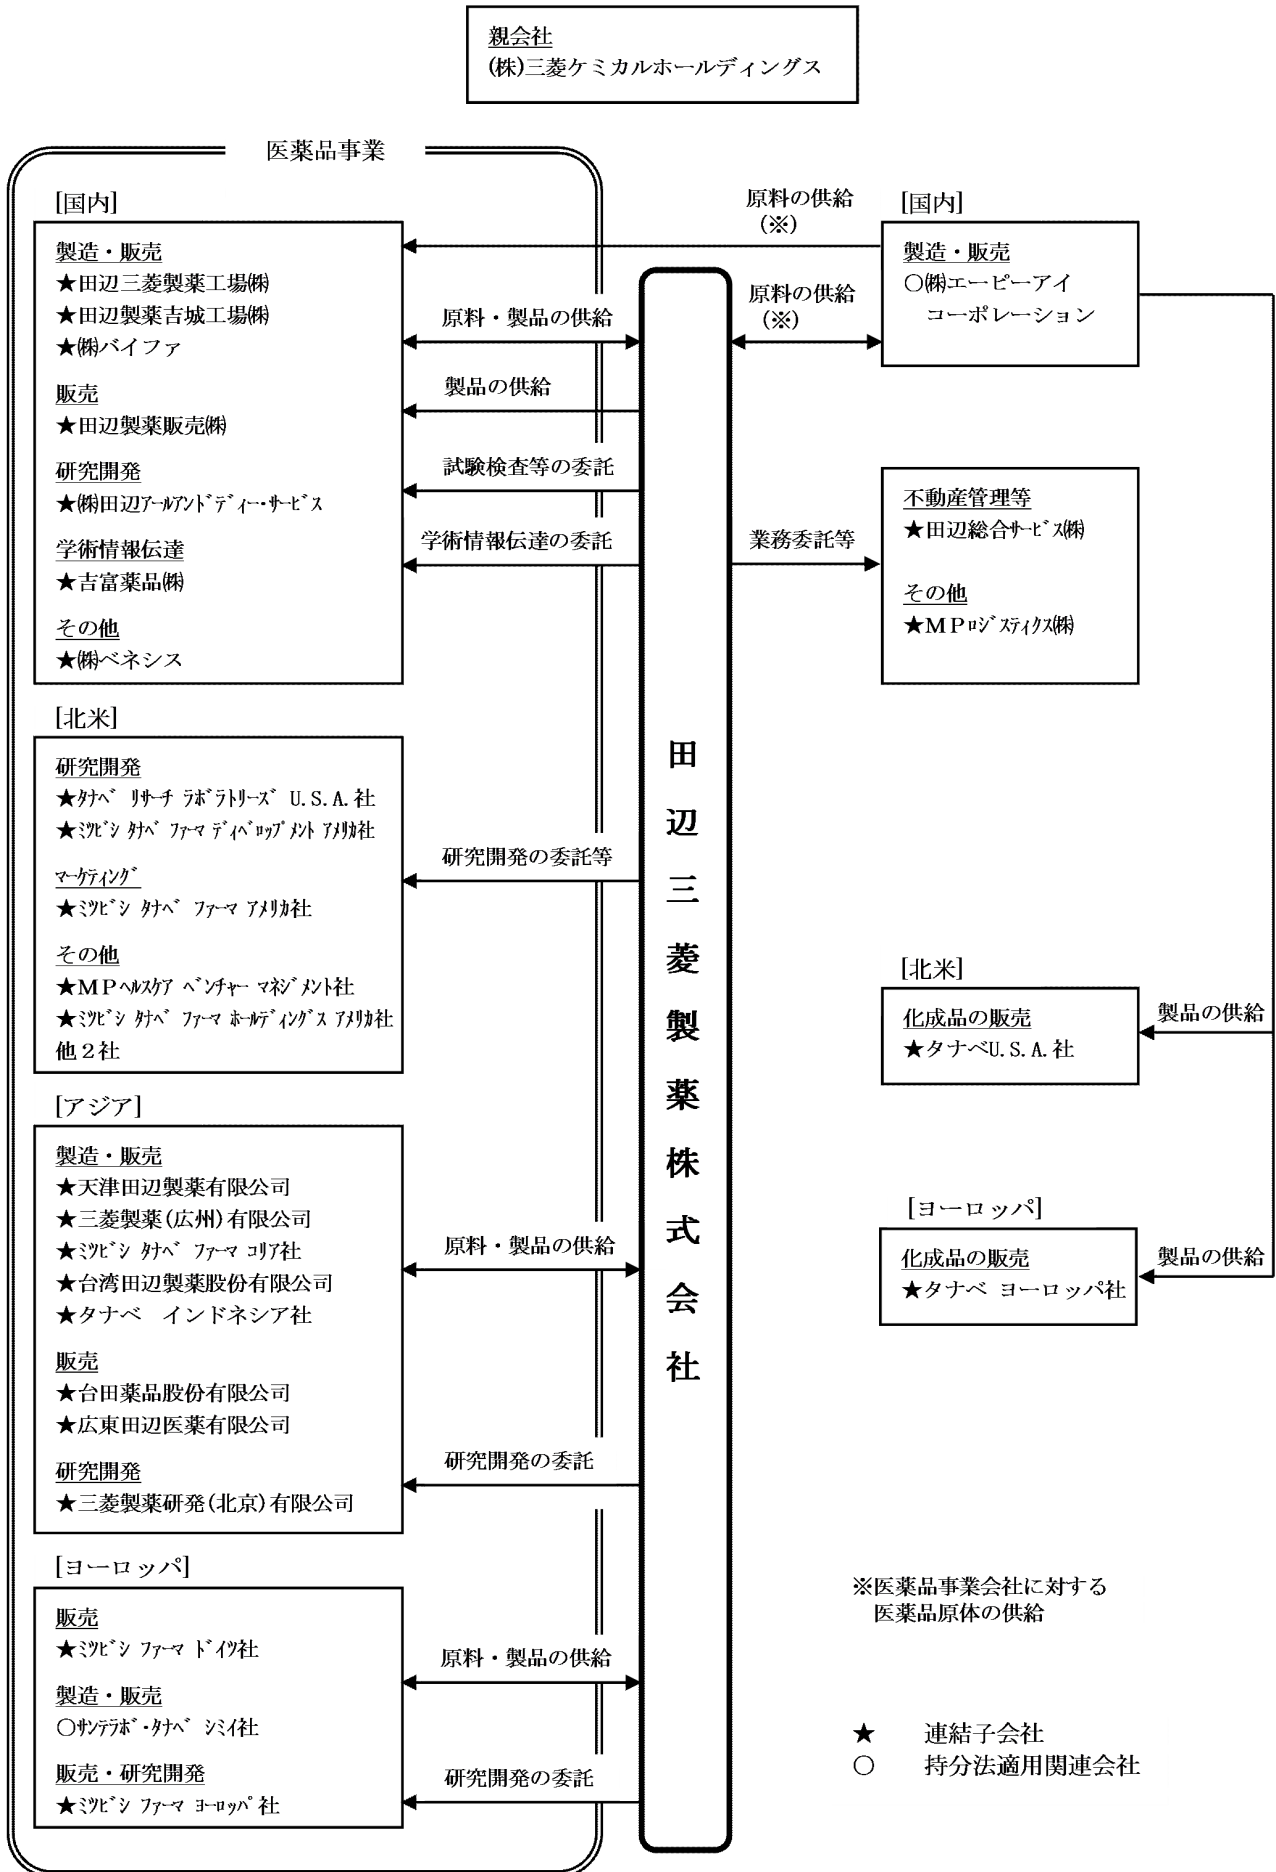 親会社
(株)三菱ケミカルホールディングス
医薬品事業
[国内]
製造・販売
★田辺三菱製薬工場㈱
★田辺製薬吉城工場㈱
★㈱バイファ
販売
★田辺製薬販売㈱
研究開発
★㈱田辺ｱｰﾙｱﾝﾄﾞﾃﾞｨｰ・ｻｰﾋﾞｽ
学術情報伝達
★吉富薬品㈱
その他
★㈱ベネシス
原料・製品の供給
製品の供給
試験検査等の委託
学術情報伝達の委託
[北米]
研究開発
★ﾀﾅﾍﾞ ﾘｻｰﾁ ﾗﾎﾞﾗﾄﾘｰｽﾞ U.S.A.社
★ﾐﾂﾋﾞｼ ﾀﾅﾍﾞ ﾌｧｰﾏ ﾃﾞｨﾍﾞﾛｯﾌﾟﾒﾝﾄ ｱﾒﾘｶ社
ﾏｰｹﾃｨﾝｸﾞ
★ﾐﾂﾋﾞｼ ﾀﾅﾍﾞ ﾌｧｰﾏ ｱﾒﾘｶ社
その他
★ＭＰﾍﾙｽｹｱ ﾍﾞﾝﾁｬｰ ﾏﾈｼﾞﾒﾝﾄ社
★ﾐﾂﾋﾞｼ ﾀﾅﾍﾞ ﾌｧｰﾏ ﾎｰﾙﾃﾞｨﾝｸﾞｽ ｱﾒﾘｶ社
他２社
研究開発の委託等
[アジア]
製造・販売
★天津田辺製薬有限公司
★三菱製薬(広州)有限公司
★ﾐﾂﾋﾞｼ ﾀﾅﾍﾞ ﾌｧｰﾏ ｺﾘｱ社
★台湾田辺製薬股份有限公司
★タナベ　インドネシア社
販売
★台田薬品股份有限公司
★広東田辺医薬有限公司
研究開発
★三菱製薬研発(北京)有限公司
原料・製品の供給
研究開発の委託
[ヨーロッパ]
販売
★ﾐﾂﾋﾞｼ ﾌｧｰﾏ ﾄﾞｲﾂ社
製造・販売
○ｻﾝﾃﾗﾎﾞ・ﾀﾅﾍﾞ ｼﾐｲ社
販売・研究開発
★ﾐﾂﾋﾞｼ ﾌｧｰﾏ ﾖｰﾛｯﾊﾟ社
原料・製品の供給
研究開発の委託
田辺三菱製薬株式会社
原料の供給
(※)
原料の供給
(※)
業務委託等
[国内]
製造・販売
○㈱エーピーアイ
コーポレーション
不動産管理等
★田辺総合ｻｰﾋﾞｽ㈱
その他
★ＭＰﾛｼﾞｽﾃｨｸｽ㈱
[北米]
化成品の販売
★タナベU.S.A.社
製品の供給
[ヨーロッパ]
化成品の販売
★タナベ ヨーロッパ社
製品の供給
※医薬品事業会社に対する
医薬品原体の供給
★　連結子会社
○　持分法適用関連会社